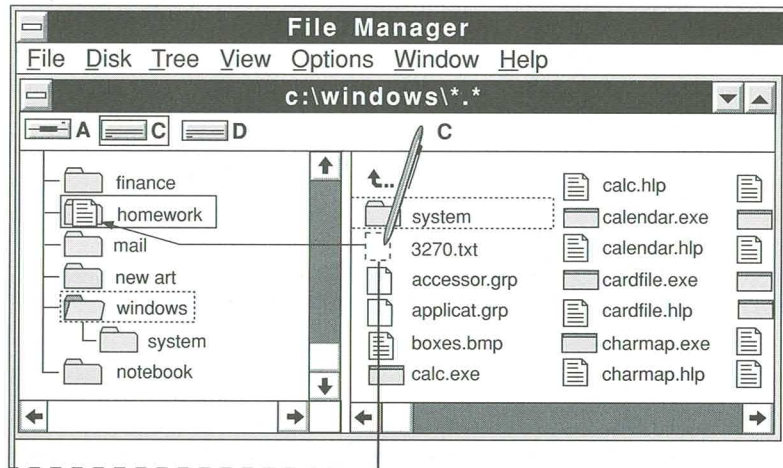 File Manager
File Disk Tree View Options Window Help
c:\windows\*.*
A C D C
finance
homework
mail
new art
windows
system
notebook
system
3270.txt
accessor.grp
applicat.grp
boxes.bmp
calc.exe
calc.hlp
calendar.exe
calendar.hlp
cardfile.exe
cardfile.hlp
charmap.exe
charmap.hlp